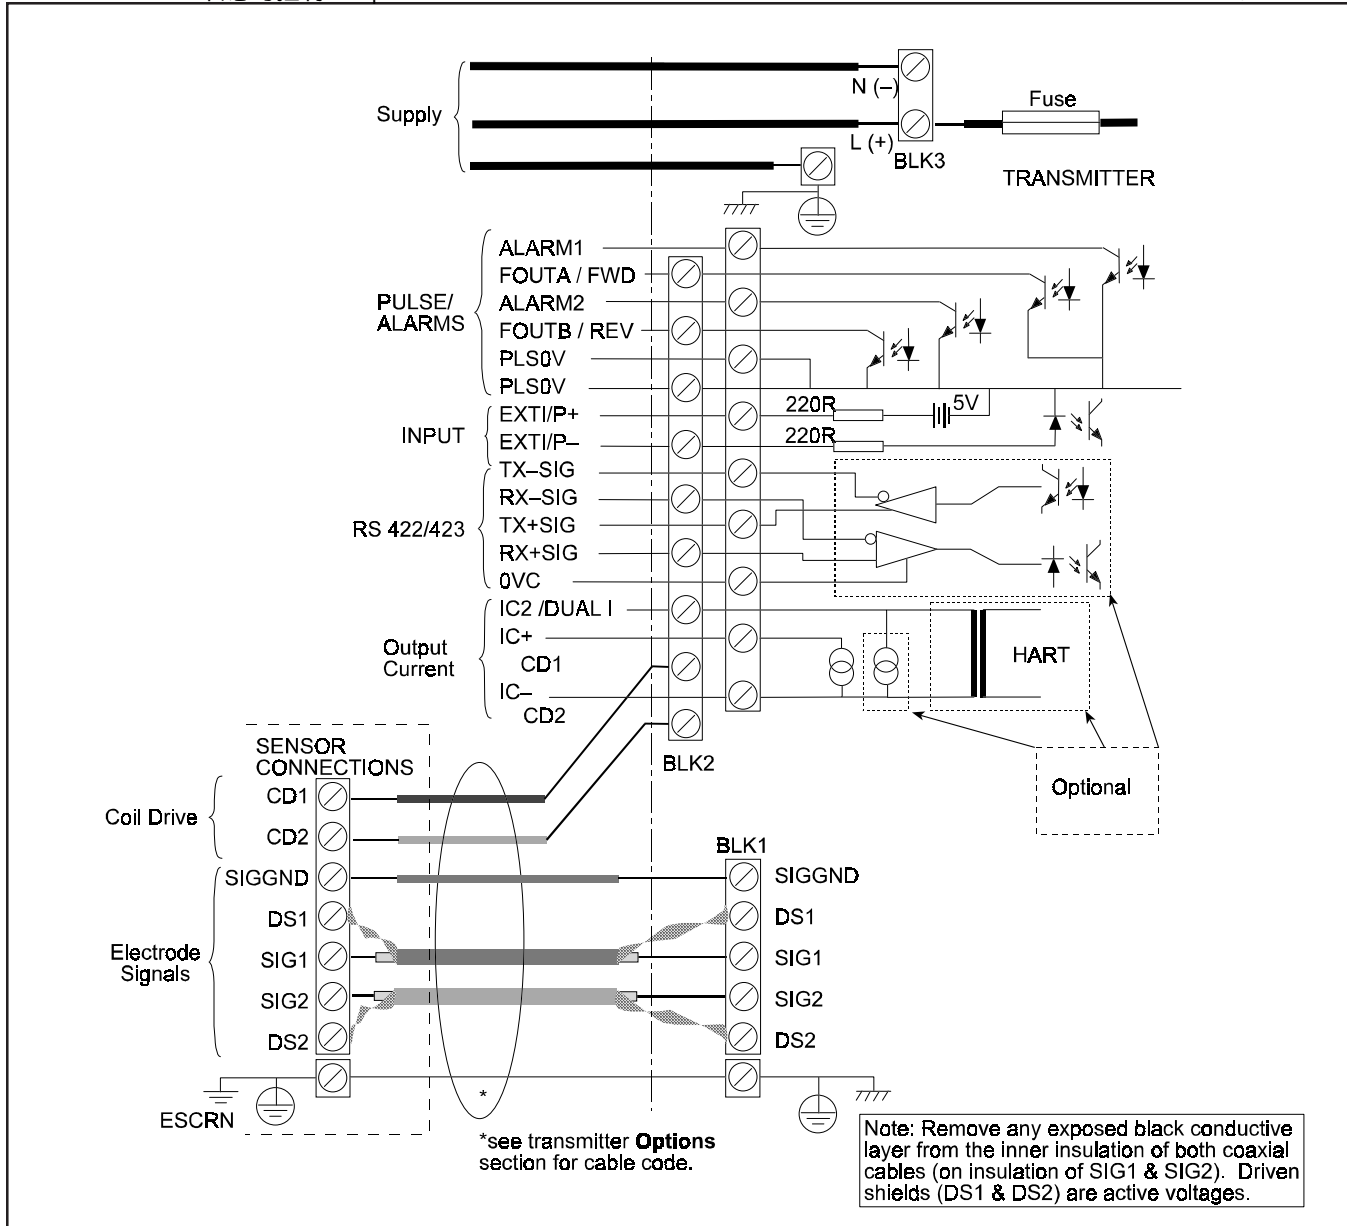 N (–)
Fuse
Supply
L (+)
BLK3
TRANSMITTER
ALARM1
FOUTA / FWD
PULSE/
ALARMS
ALARM2
FOUTB / REV
PLS0V
PLS0V
INPUT
EXTI/P+
220R
5V
EXTI/P–
220R
RS 422/423
TX–SIG
RX–SIG
TX+SIG
RX+SIG
0VC
Output
Current
IC2 /DUAL I
IC+
CD1
IC–
CD2
HART
BLK2
Optional
SENSOR
CONNECTIONS
Coil Drive
CD1
CD2
BLK1
SIGGND
SIGGND
DS1
DS1
Electrode
Signals
SIG1
SIG1
SIG2
SIG2
DS2
DS2
ESCRN
*
*see transmitter Options
section for cable code.
Note: Remove any exposed black conductive
layer from the inner insulation of both coaxial
cables (on insulation of SIG1 & SIG2). Driven
shields (DS1 & DS2) are active voltages.